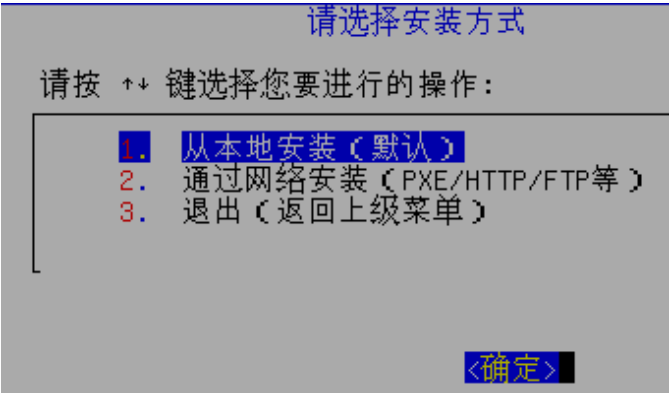 请选择安装方式
请按 ↑↓ 键选择您要进行的操作:
1. 从本地安装(默认)
2. 通过网络安装(PXE/HTTP/FTP等)
3. 退出(返回上级菜单)
<确定>